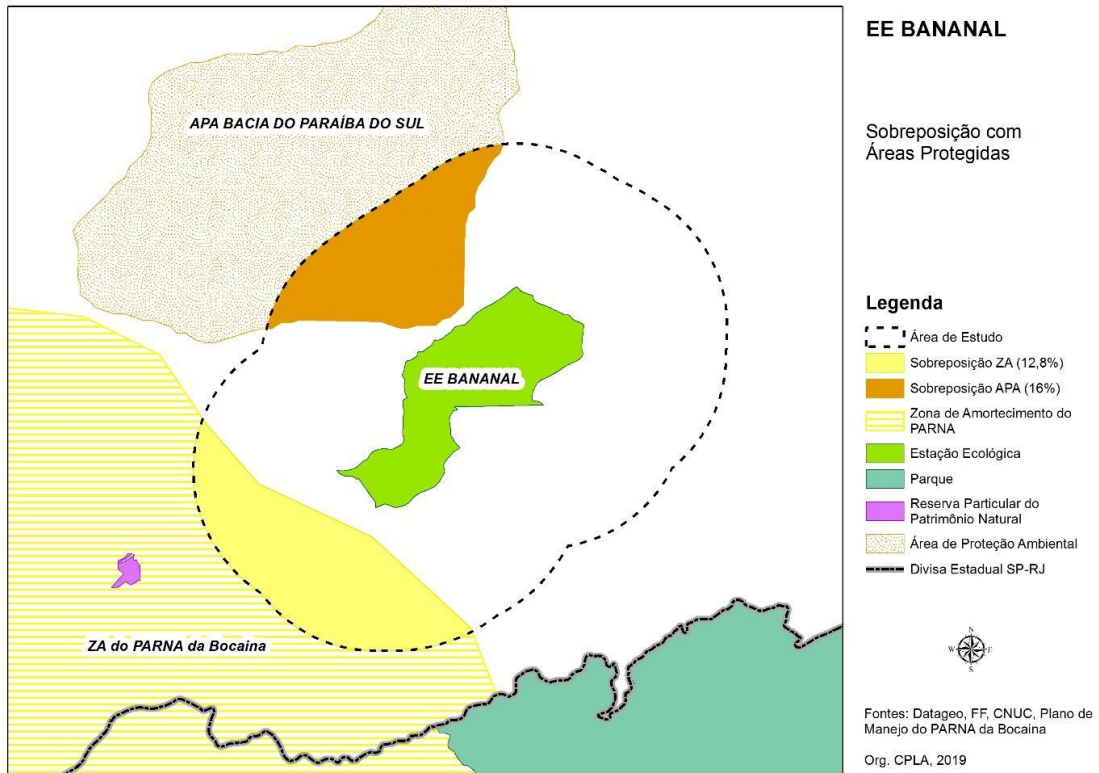 EE BANANAL
Sobreposição com
Áreas Protegidas
APA BACIA DO PARAÍBA DO SUL
EE BANANAL
ZA do PARNA da Bocaina
Legenda
Área de Estudo
Sobreposição ZA (12,8%)
Sobreposição APA (16%)
Zona de Amortecimento do
PARNA
Estação Ecológica
Parque
Reserva Particular do
Patrimônio Natural
Área de Proteção Ambiental
Divisa Estadual SP-RJ
N
W E
S
Fontes: Datageo, FF, CNUC, Plano de
Manejo do PARNA da Bocaina
Org. CPLA, 2019